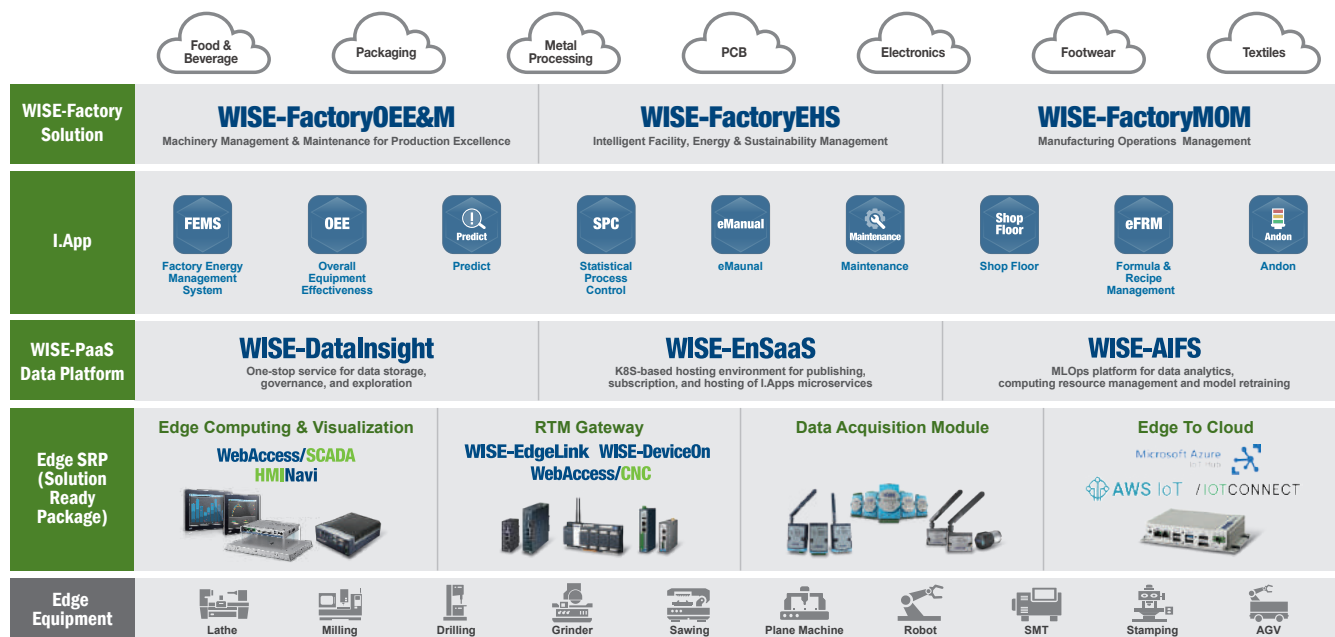 Food &
Beverage
Packaging
Metal
Processing
PCB
Electronics
Footwear
Textiles
WISE-Factory
Solution
WISE-FactoryOEE&M
Machinery Management & Maintenance for Production Excellence
WISE-FactoryEHS
Intelligent Facility, Energy & Sustainability Management
WISE-FactoryMOM
Manufacturing Operations Management
I.App
FEMS
Factory Energy
Management
System
OEE
Overall
Equipment
Effectiveness
Predict
Predict
SPC
Statistical
Process
Control
eManual
eMaunal
Maintenance
Maintenance
Shop
Floor
Shop Floor
eFRM
Formula &
Recipe
Management
Andon
Andon
WISE-PaaS
Data Platform
WISE-DataInsight
One-stop service for data storage,
governance, and exploration
WISE-EnSaaS
K8S-based hosting environment for publishing,
subscription, and hosting of I.Apps microservices
WISE-AIFS
MLOps platform for data analytics,
computing resource management and model retraining
Edge SRP
(Solution
Ready
Package)
Edge Computing & Visualization
WebAccess/SCADA
HMINavi
RTM Gateway
WISE-EdgeLink WISE-DeviceOn
WebAccess/CNC
Data Acquisition Module
Edge To Cloud
Microsoft Azure
IoT Hub
AWS IoT /IOTCONNECT
Edge
Equipment
Lathe
Milling
Drilling
Grinder
Sawing
Plane Machine
Robot
SMT
Stamping
AGV